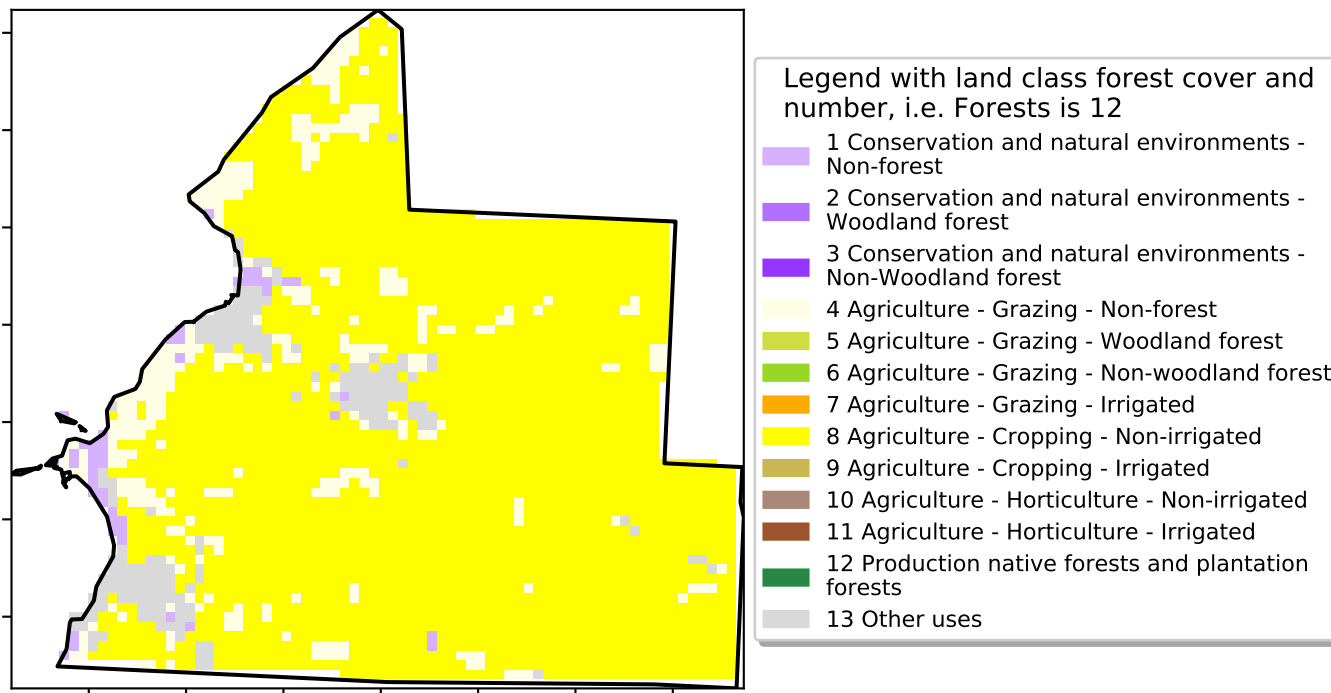 Legend with land class forest cover and
number, i.e. Forests is 12
1 Conservation and natural environments -
Non-forest
2 Conservation and natural environments -
Woodland forest
3 Conservation and natural environments -
Non-Woodland forest
4 Agriculture - Grazing - Non-forest
5 Agriculture - Grazing - Woodland forest
6 Agriculture - Grazing - Non-woodland forest
7 Agriculture - Grazing - Irrigated
8 Agriculture - Cropping - Non-irrigated
9 Agriculture - Cropping - Irrigated
10 Agriculture - Horticulture - Non-irrigated
11 Agriculture - Horticulture - Irrigated
12 Production native forests and plantation
forests
13 Other uses